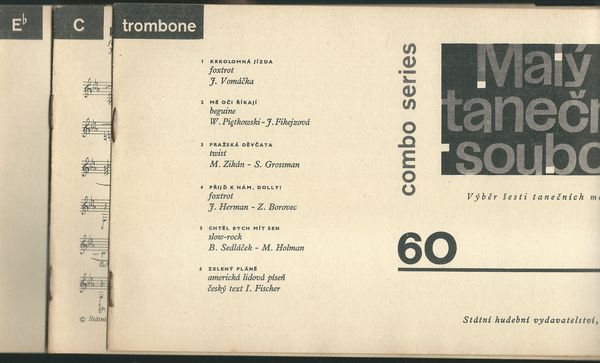 E♭
C
trombone
1 KRKOLOMNÁ JÍZDA
foxtrot
J. Vomáčka
2 MÉ OČI ŘÍKAJÍ
beguine
W. Piętkowski - J. Fikejzová
3 PRAŽSKÁ DĚVČATA
twist
M. Zikán - S. Grossman
4 PŘIJĎ K NÁM, DOLLY!
foxtrot
J. Herman - Z. Borovec
5 CHTĚL BYCH MÍT SEN
slow-rock
B. Sedláček - M. Holman
6 ZELENÝ PLÁNĚ
americká lidová píseň
český text I. Fischer
combo series
Malý
tanečn
soubo
Výběr šesti tanečních m
60
Státní hudební vydavatelství,
© Státní